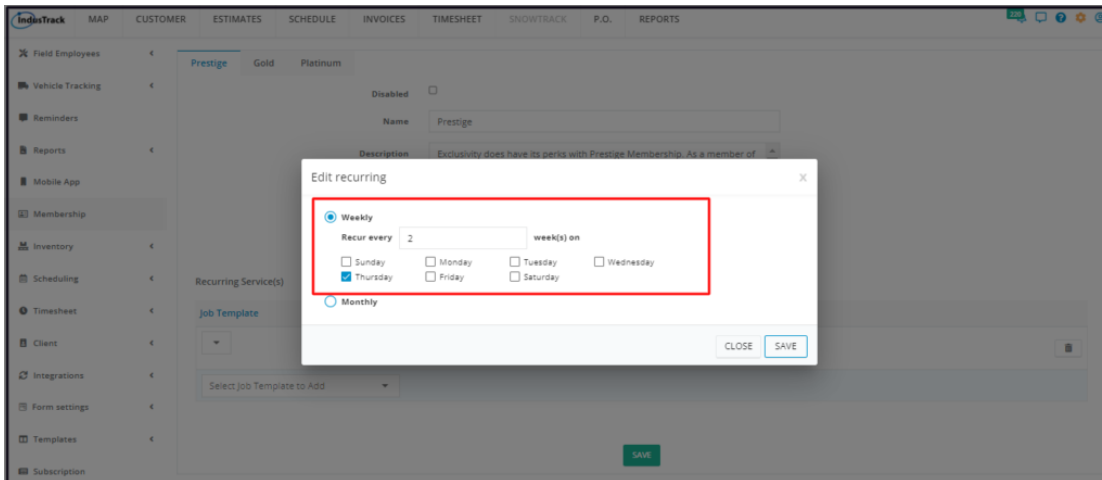 IndusTrack MAP CUSTOMER ESTIMATES SCHEDULE INVOICES TIMESHEET SNOWTRACK P.O. REPORTS
Field Employees
Vehicle Tracking
Reminders
Reports
Mobile App
Membership
Inventory
Scheduling
Timesheet
Client
Integrations
Form settings
Templates
Subscription
Prestige Gold Platinum
Disabled
Name Prestige
Description Exclusivity does have its perks with Prestige Membership. As a member of
Edit recurring X
Weekly
Recur every 2 week(s) on
Sunday Monday Tuesday Wednesday
Thursday Friday Saturday
Monthly
CLOSE SAVE
Recurring Service(s)
Job Template
Select Job Template to Add
SAVE